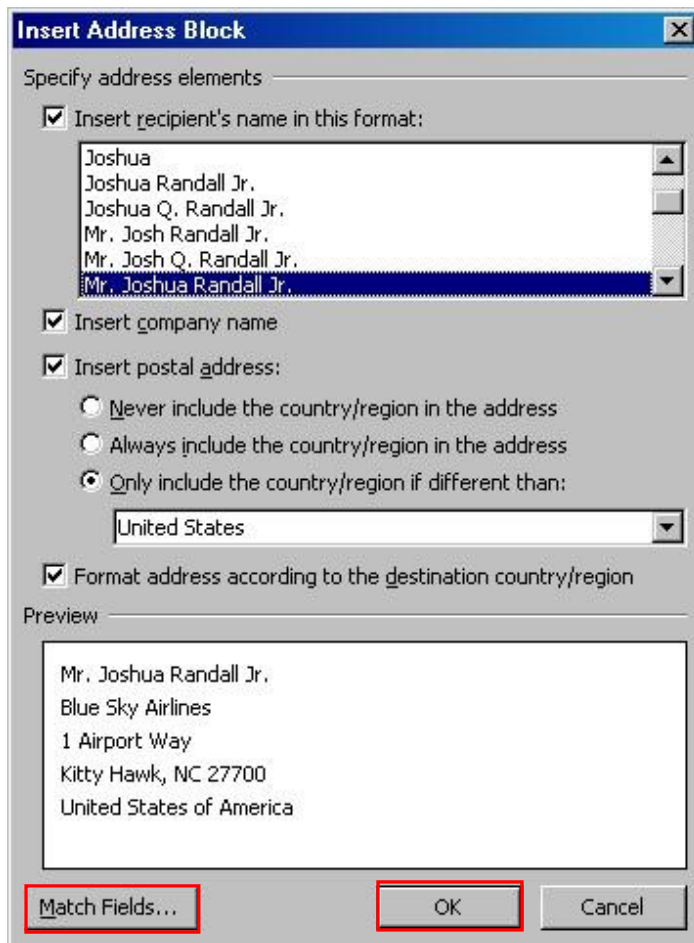 Insert Address Block
Specify address elements
Insert recipient's name in this format:
Joshua
Joshua Randall Jr.
Joshua Q. Randall Jr.
Mr. Josh Randall Jr.
Mr. Josh Q. Randall Jr.
Mr. Joshua Randall Jr.
Insert company name
Insert postal address:
Never include the country/region in the address
Always include the country/region in the address
Only include the country/region if different than:
United States
Format address according to the destination country/region
Preview
Mr. Joshua Randall Jr.
Blue Sky Airlines
1 Airport Way
Kitty Hawk, NC 27700
United States of America
Match Fields... OK Cancel